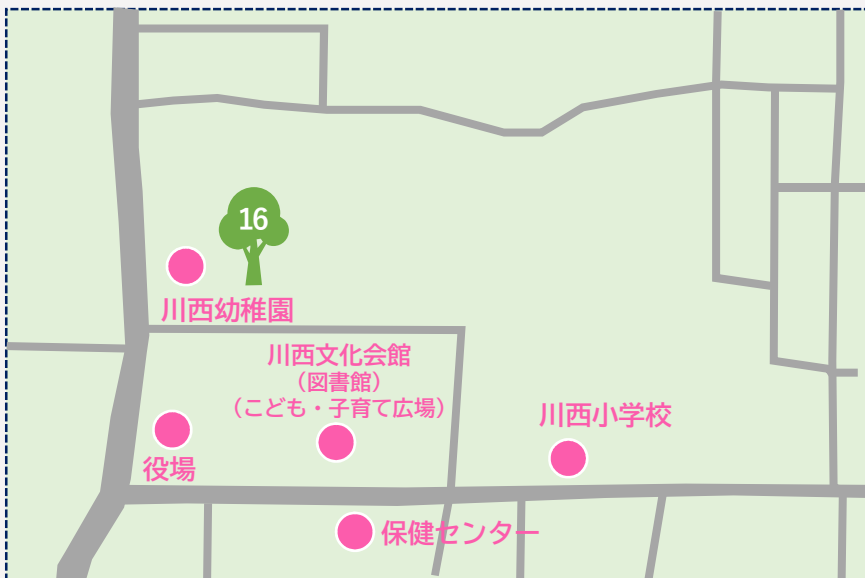 16
川西幼稚園
川西文化会館
（図書館）
（こども・子育て広場）
川西小学校
役場
保健センター